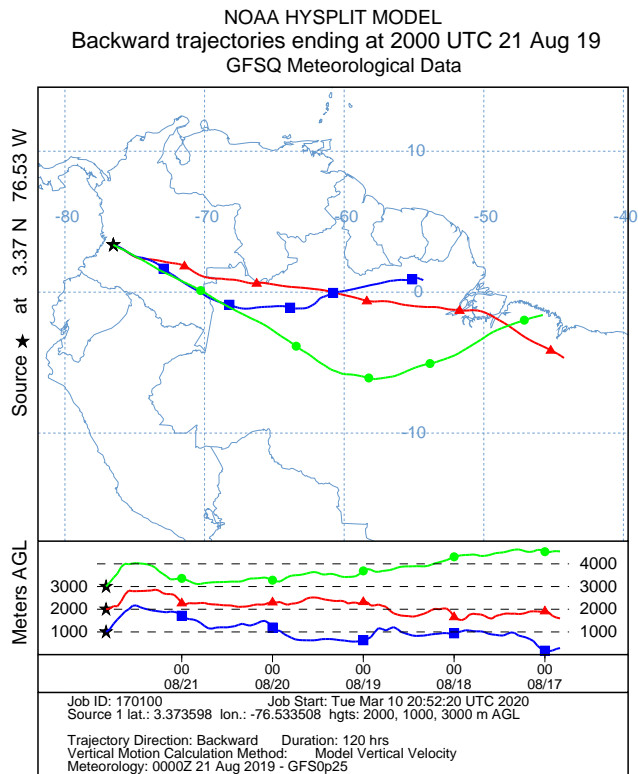 NOAA HYSPLIT MODEL
Backward trajectories ending at 2000 UTC 21 Aug 19
GFSQ Meteorological Data
Source ★ at 3.37 N 76.53 W
10
-80 -70 -60 -50 -40
0
-10
Meters AGL
4000
3000 3000
2000 2000
1000 1000
00 00 00 00 00
08/21 08/20 08/19 08/18 08/17
Job ID: 170100 Job Start: Tue Mar 10 20:52:20 UTC 2020
Source 1 lat.: 3.373598 lon.: -76.533508 hgts: 2000, 1000, 3000 m AGL
Trajectory Direction: Backward Duration: 120 hrs
Vertical Motion Calculation Method: Model Vertical Velocity
Meteorology: 0000Z 21 Aug 2019 - GFS0p25